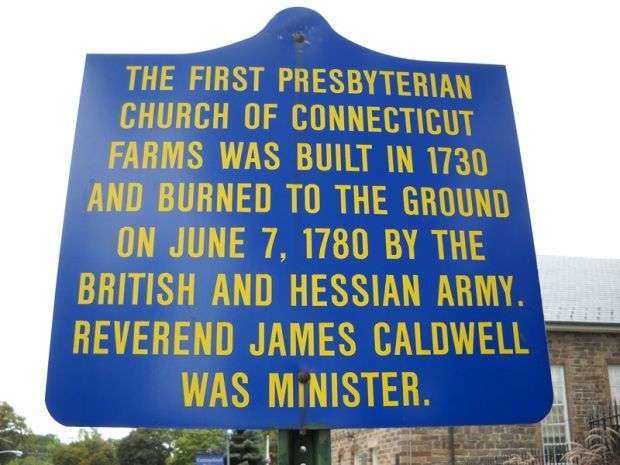 THE FIRST PRESBYTERIAN
CHURCH OF CONNECTICUT
FARMS WAS BUILT IN 1730
AND BURNED TO THE GROUND
ON JUNE 7, 1780 BY THE
BRITISH AND HESSIAN ARMY.
REVEREND JAMES CALDWELL
WAS MINISTER.